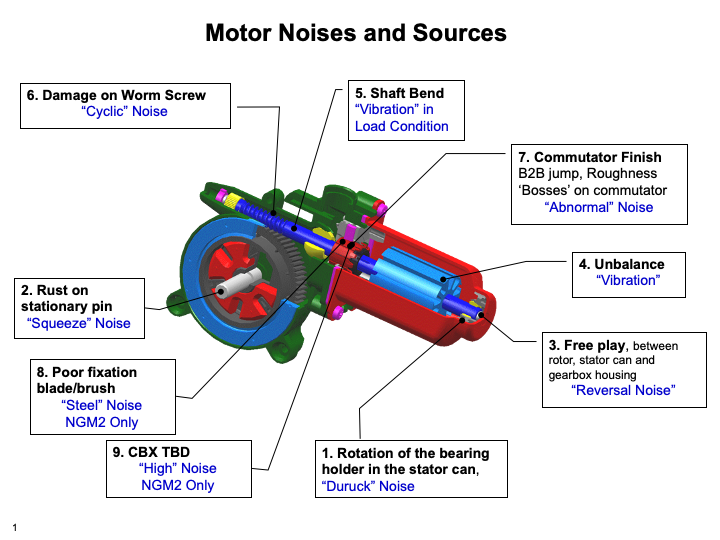 Motor Noises and Sources
6. Damage on Worm Screw
“Cyclic” Noise
5. Shaft Bend
“Vibration” in
Load Condition
7. Commutator Finish
B2B jump, Roughness
‘Bosses’ on commutator
“Abnormal” Noise
4. Unbalance
“Vibration”
2. Rust on
stationary pin
“Squeeze” Noise
3. Free play, between
rotor, stator can and
gearbox housing
“Reversal Noise”
8. Poor fixation
blade/brush
“Steel” Noise
NGM2 Only
9. CBX TBD
“High” Noise
NGM2 Only
1. Rotation of the bearing
holder in the stator can,
“Duruck” Noise
1